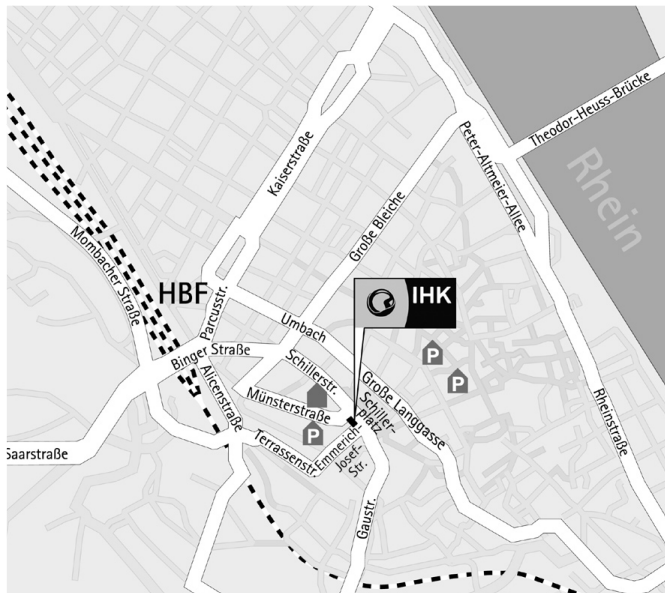 Theodor-Heuss-Brücke
Rhein
Kaiserstraße
Peter-Altmeier-Allee
Große Bleiche
Mombacher Straße
HBF
IHK
Parcusstr.
Umbach
P
Binger Straße
Schillerstr.
P
Alicenstraße
Große Langgasse
Rheinstraße
Münsterstraße
Schiller-
platz
P
Saarstraße
Terrassenstr.
Emmerich-
Josef-
Str.
Gaustr.